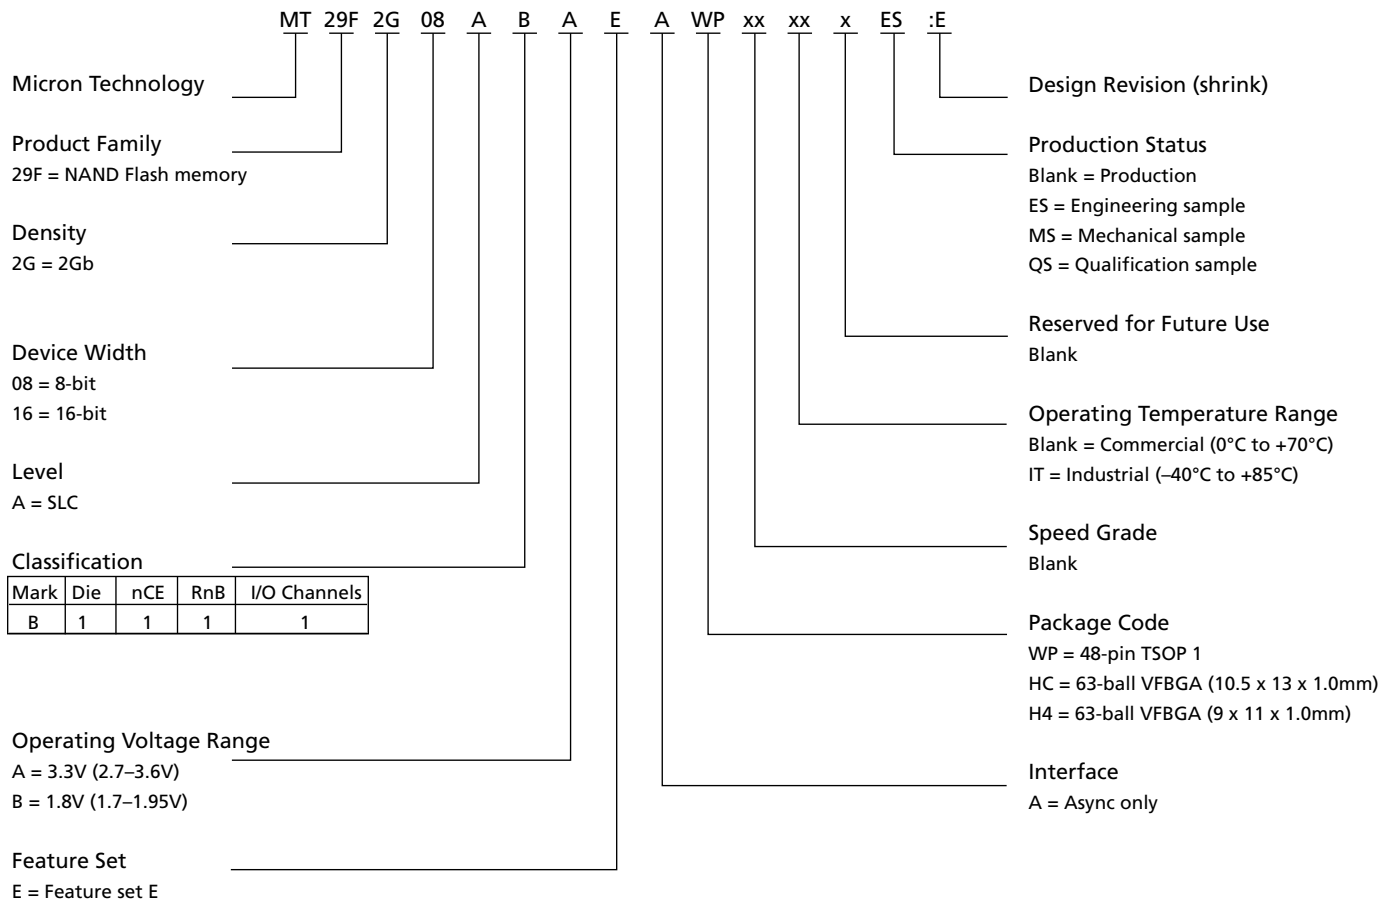 MT 29F 2G 08 A B A E A WP xx xx x ES :E
Micron Technology
Product Family
29F = NAND Flash memory
Density
2G = 2Gb
Device Width
08 = 8-bit
16 = 16-bit
Level
A = SLC
Classification
Mark Die nCE RnB I/O Channels
B 1 1 1 1
Operating Voltage Range
A = 3.3V (2.7–3.6V)
B = 1.8V (1.7–1.95V)
Feature Set
E = Feature set E
Design Revision (shrink)
Production Status
Blank = Production
ES = Engineering sample
MS = Mechanical sample
QS = Qualification sample
Reserved for Future Use
Blank
Operating Temperature Range
Blank = Commercial (0°C to +70°C)
IT = Industrial (–40°C to +85°C)
Speed Grade
Blank
Package Code
WP = 48-pin TSOP 1
HC = 63-ball VFBGA (10.5 x 13 x 1.0mm)
H4 = 63-ball VFBGA (9 x 11 x 1.0mm)
Interface
A = Async only